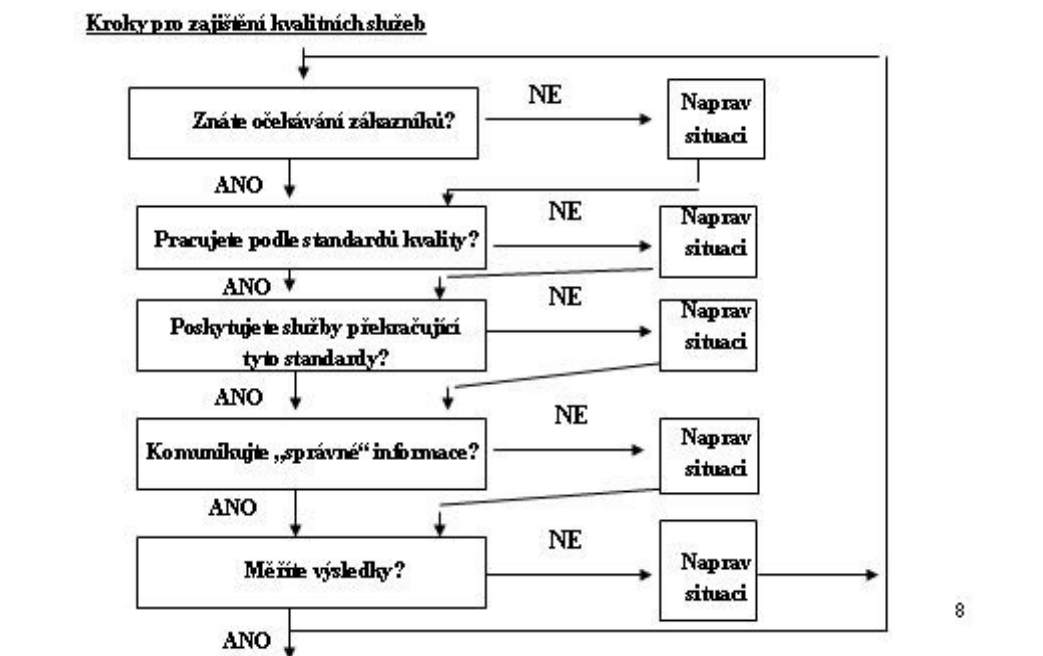 Kroky pro zajištění kvalitních služeb
NE
Znáte očekávání zákazníků?
Naprav
situaci
ANO
NE
Pracujete podle standardů kvality?
Naprav
situaci
ANO
NE
Poskytujete služby překračující
tyto standardy?
Naprav
situaci
ANO
NE
Komunikujte „správné“ informace?
Naprav
situaci
ANO
NE
Měříte výsledky?
Naprav
situaci
ANO
8